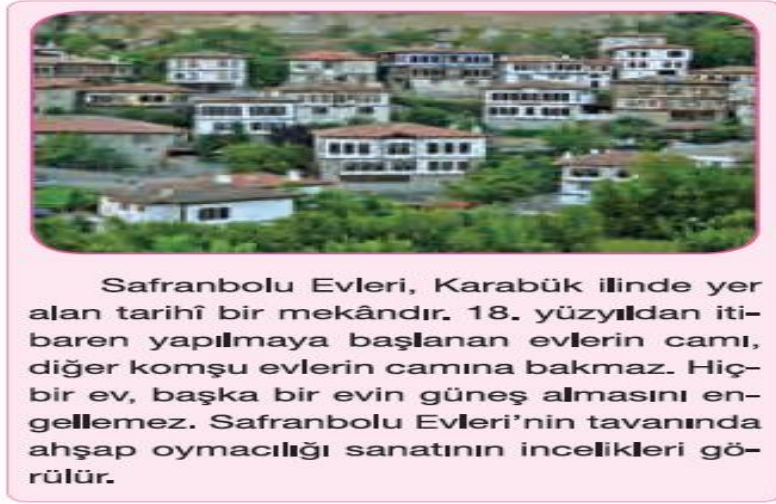 Safranbolu Evleri, Karabük ilinde yer
alan tarihî bir mekândır. 18. yüzyıldan iti-
baren yapılmaya başlanan evlerin camı,
diğer komşu evlerin camına bakmaz. Hiç-
bir ev, başka bir evin güneş almasını en-
gellemez. Safranbolu Evleri'nin tavanında
ahşap oymacılığı sanatının incelikleri gö-
rülür.